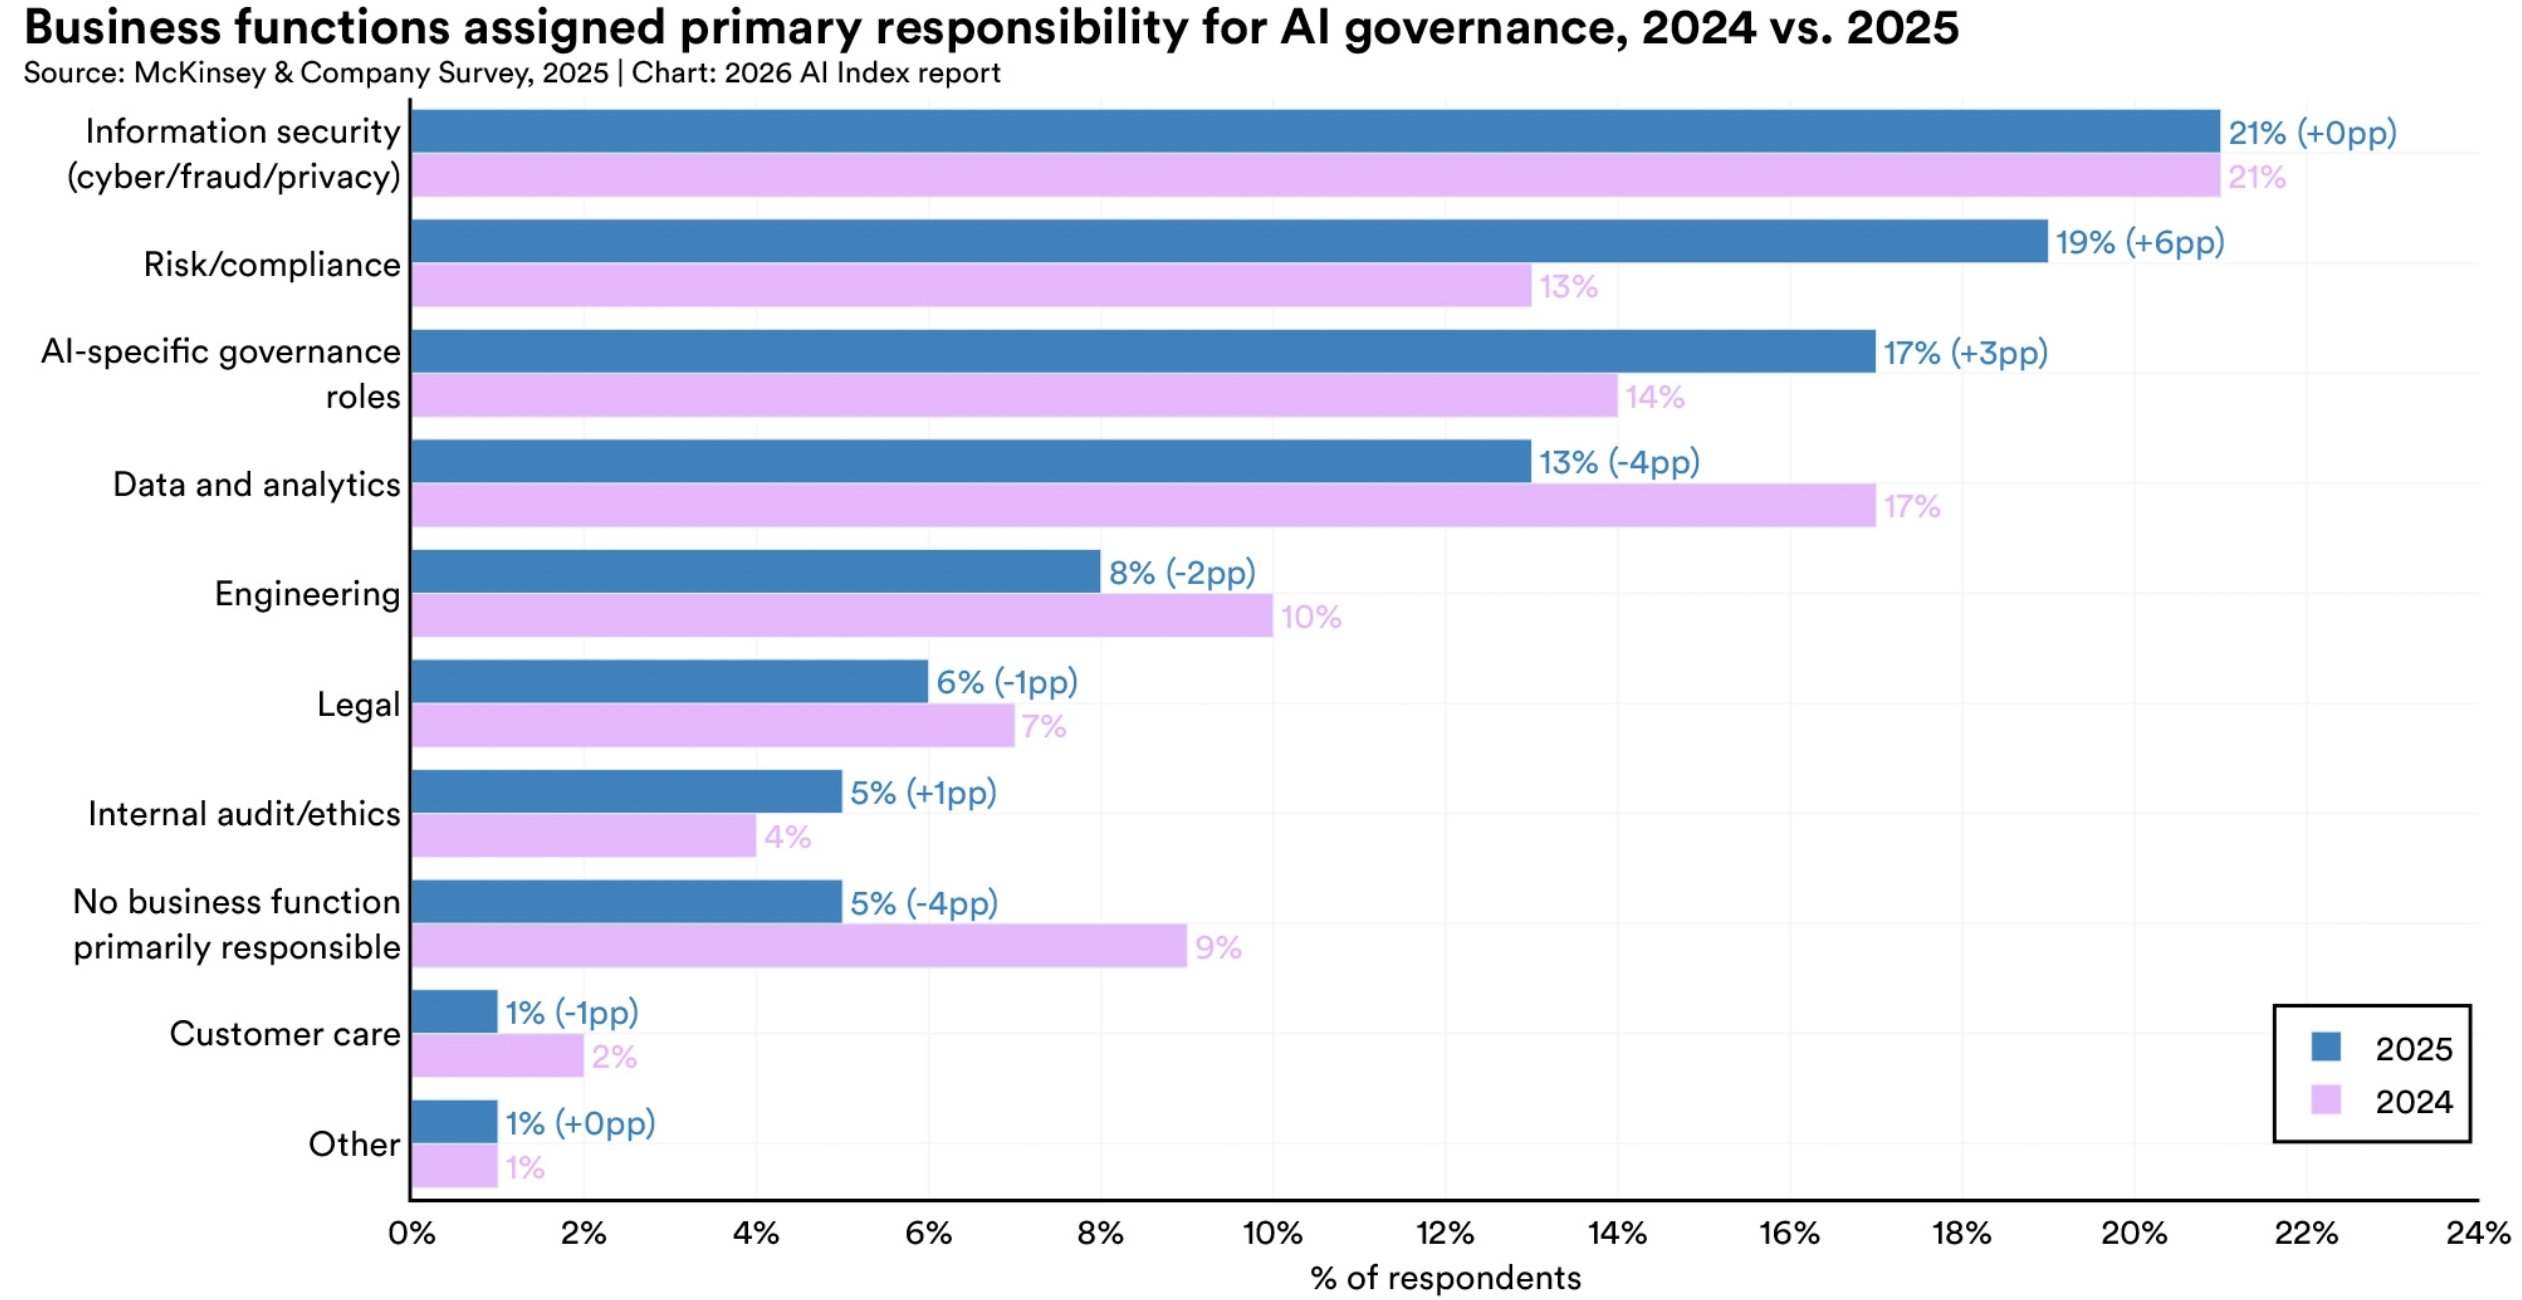 Business functions assigned primary responsibility for AI governance, 2024 vs. 2025
Source: McKinsey & Company Survey, 2025 | Chart: 2026 AI Index report
Information security
(cyber/fraud/privacy)
21% (+0pp)
21%
Risk/compliance
19% (+6pp)
13%
AI-specific governance
roles
17% (+3pp)
14%
Data and analytics
13% (-4pp)
17%
Engineering
8% (-2pp)
10%
Legal
6% (-1pp)
7%
Internal audit/ethics
5% (+1pp)
4%
No business function
primarily responsible
5% (-4pp)
9%
Customer care
1% (-1pp)
2%
Other
1% (+0pp)
1%
2025
2024
0% 2% 4% 6% 8% 10% 12% 14% 16% 18% 20% 22% 24%
% of respondents